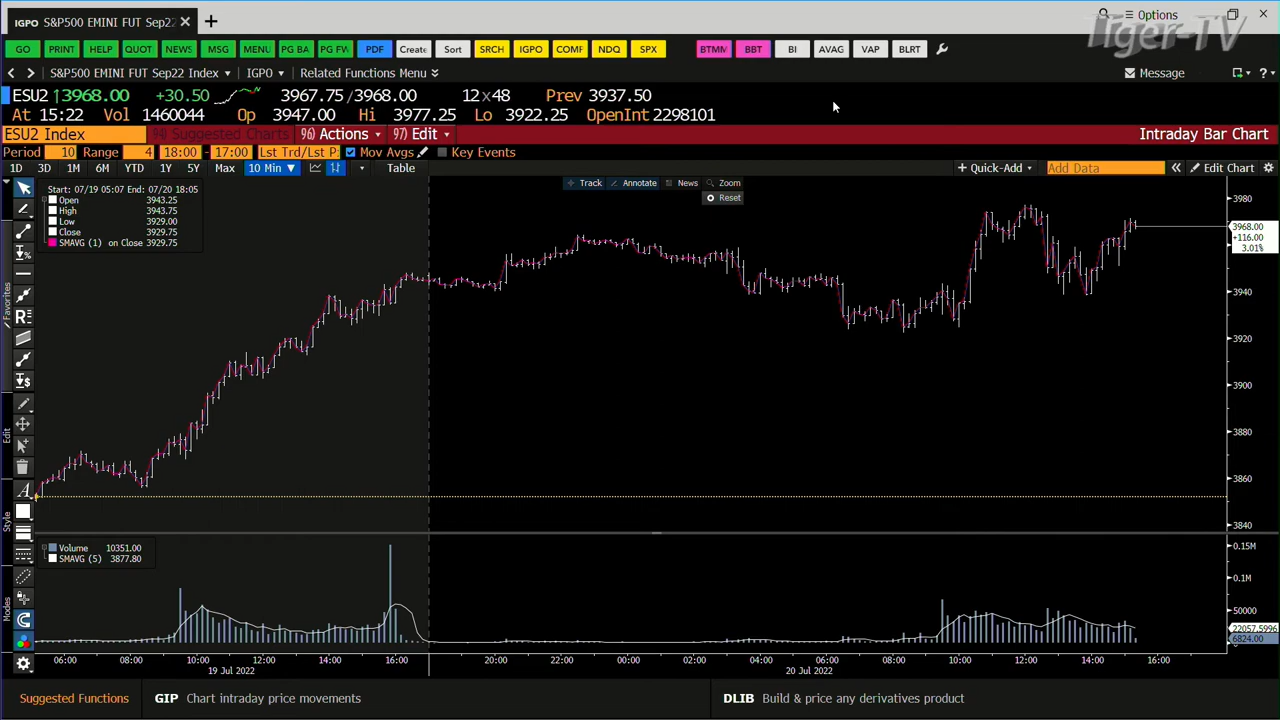 IGPO S&P500 EMINI FUT Sep22
Options
Tiger-TV
GO PRINT HELP QUOT NEWS MSG MENU PG BA PG FW PDF Create Sort SRCH IGPO COMF NDQ SPX BTMM BBT BI AVAG VAP BLRT
S&P500 EMINI FUT Sep22 Index IGPO Related Functions Menu Message
ESU2 ↑3968.00 +30.50 3967.75/3968.00 12x48 Prev 3937.50
At 15:22 Vol 1460044 Op 3947.00 Hi 3977.25 Lo 3922.25 OpenInt 2298101
ESU2 Index 94) Suggested Charts 96) Actions 97) Edit Intraday Bar Chart
Period 10 Range 4 18:00 - 17:00 Lst Trd/Lst P Mov Avgs Key Events
1D 3D 1M 6M YTD 1Y 5Y Max 10 Min ▼ Table + Quick-Add Add Data Edit Chart
Track Annotate News Zoom
Reset
Start: 07/19 05:07 End: 07/20 18:05
Open 3943.25
High 3943.75
Low 3929.00
Close 3929.75
SMAVG (1) on Close 3929.75
3980
3968.00
+116.00
3.01%
3940
3920
3900
3880
3860
3840
Favorites
Edit
Style
Modes
Volume 10351.00
SMAVG (5) 3877.80
0.15M
0.1M
50000
22057.5996
6824.00
06:00 08:00 10:00 12:00 14:00 16:00 20:00 22:00 00:00 02:00 04:00 06:00 08:00 10:00 12:00 14:00 16:00
19 Jul 2022 20 Jul 2022
Suggested Functions GIP Chart intraday price movements DLIB Build & price any derivatives product